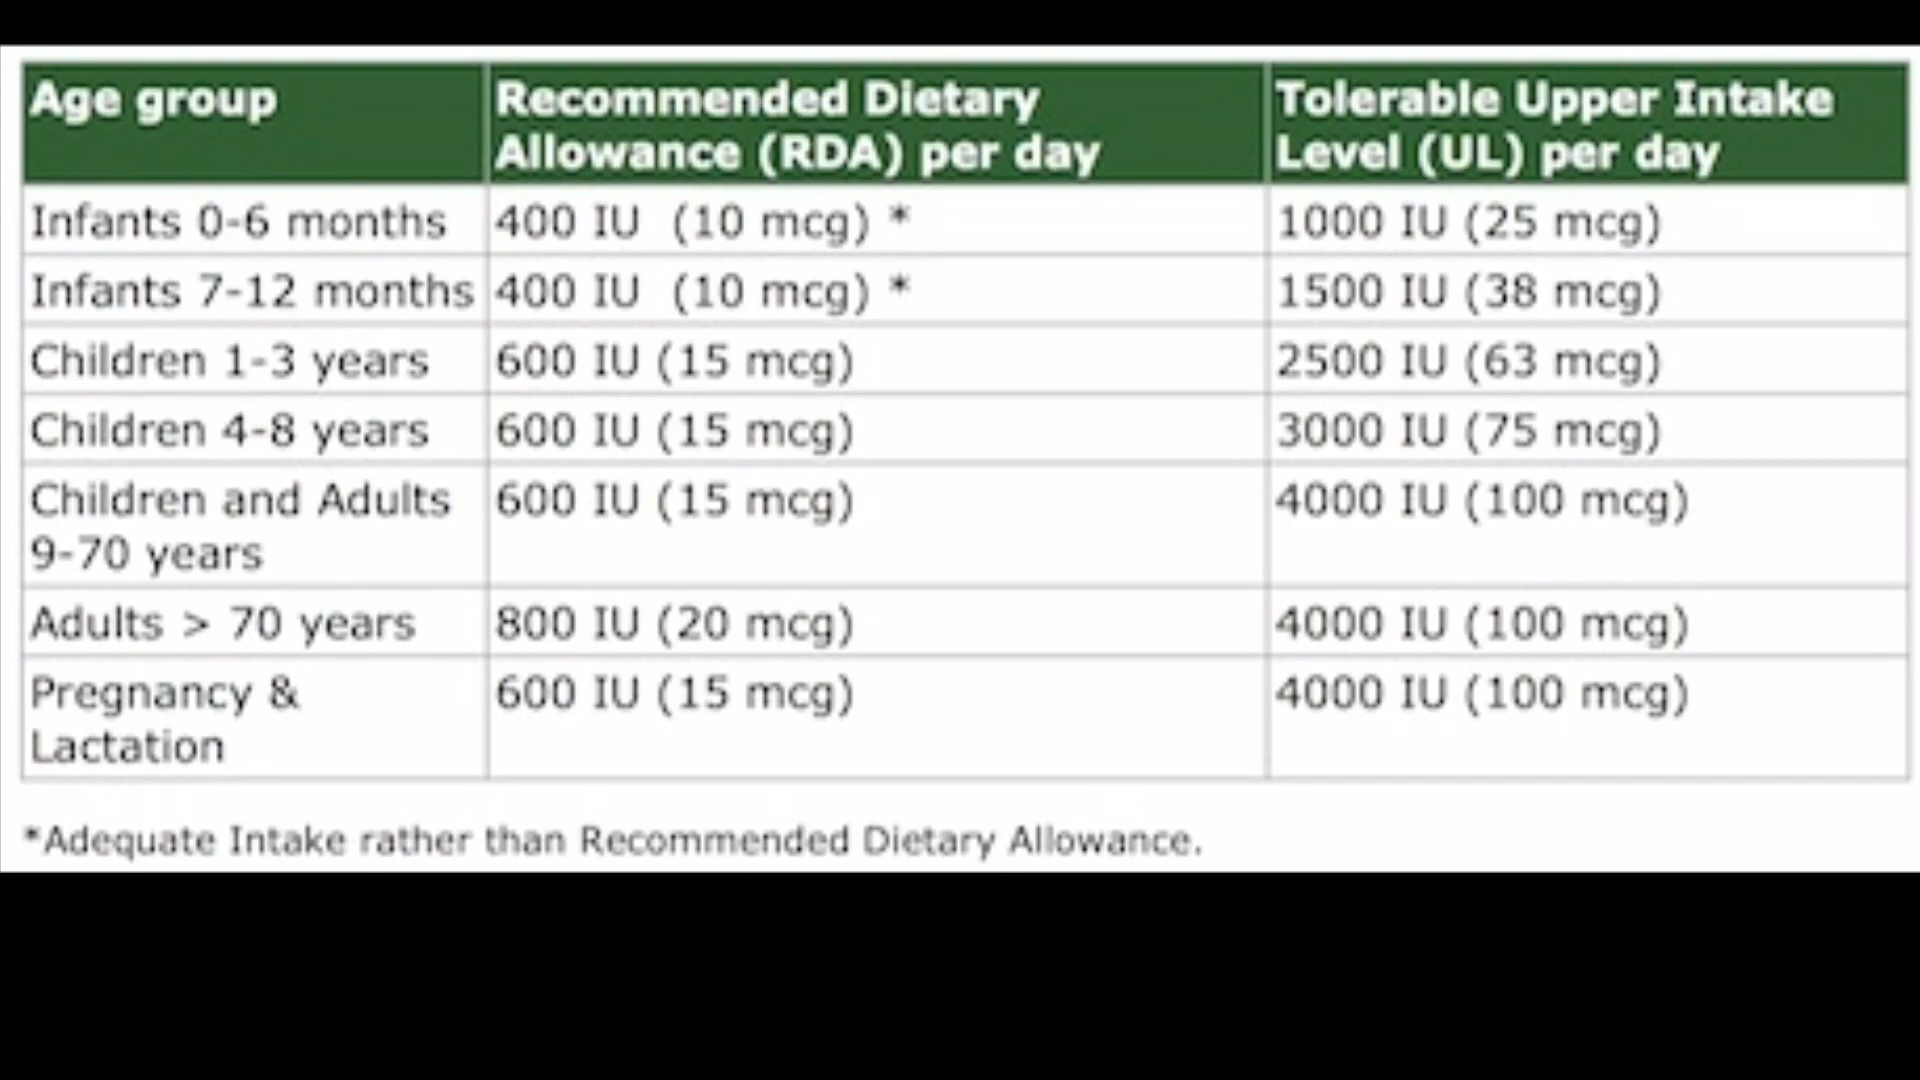 Age group
Recommended Dietary
Allowance (RDA) per day
Tolerable Upper Intake
Level (UL) per day
Infants 0-6 months
400 IU (10 mcg) *
1000 IU (25 mcg)
Infants 7-12 months
400 IU (10 mcg) *
1500 IU (38 mcg)
Children 1-3 years
600 IU (15 mcg)
2500 IU (63 mcg)
Children 4-8 years
600 IU (15 mcg)
3000 IU (75 mcg)
Children and Adults
9-70 years
600 IU (15 mcg)
4000 IU (100 mcg)
Adults > 70 years
800 IU (20 mcg)
4000 IU (100 mcg)
Pregnancy &
Lactation
600 IU (15 mcg)
4000 IU (100 mcg)
*Adequate Intake rather than Recommended Dietary Allowance.